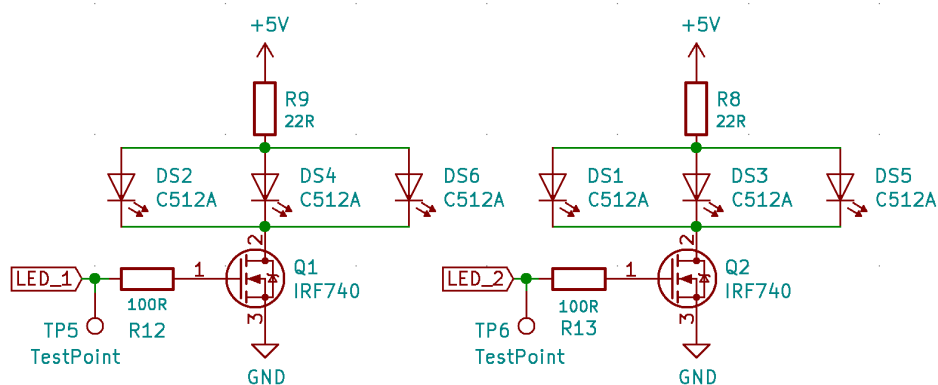 +5V
R9
22R
DS2
C512A
DS4
C512A
DS6
C512A
2
LED_1
1
Q1
IRF740
100R
R12
3
TP5
TestPoint
GND
+5V
R8
22R
DS1
C512A
DS3
C512A
DS5
C512A
2
LED_2
1
Q2
IRF740
100R
R13
3
TP6
TestPoint
GND